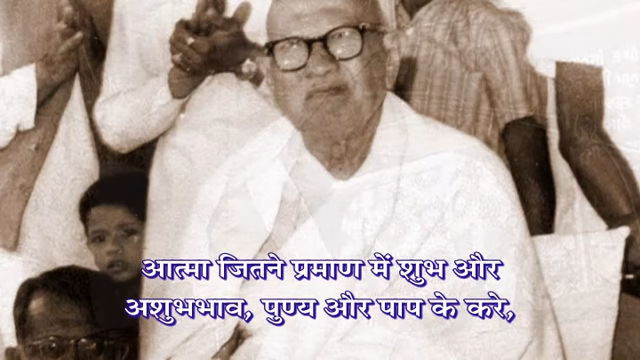 आत्मा जितने प्रमाण में शुभ और
अशुभभाव, पुण्य और पाप के करे,